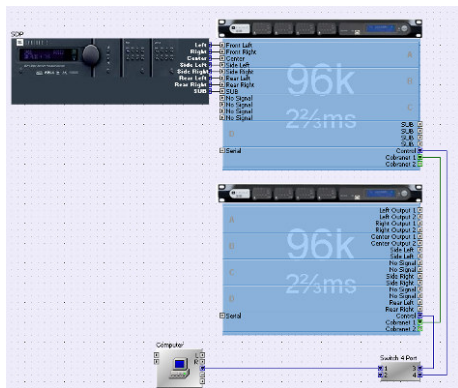 SDP
Left
Right
Center
Side Left
Side Right
Rear Left
Rear Right
SUB
Front Left
Front Right
Center
Side Left
Side Right
Rear Left
Rear Right
SUB
No Signal
No Signal
No Signal
No Signal
Serial
A
B
C
D
96k
2⅔ms
SUB
SUB
SUB
SUB
Control
Cobranet 1
Cobranet 2
A
B
C
D
Serial
96k
2⅔ms
Left Output 1
Left Output 2
Right Output 1
Right Output 2
Center Output 1
Center Output 2
Side Left
Side Left
No Signal
No Signal
Side Right
Side Right
No Signal
No Signal
Rear Left
Rear Right
Control
Cobranet 1
Cobranet 2
Computer
Switch 4 Port
1 3
2 4